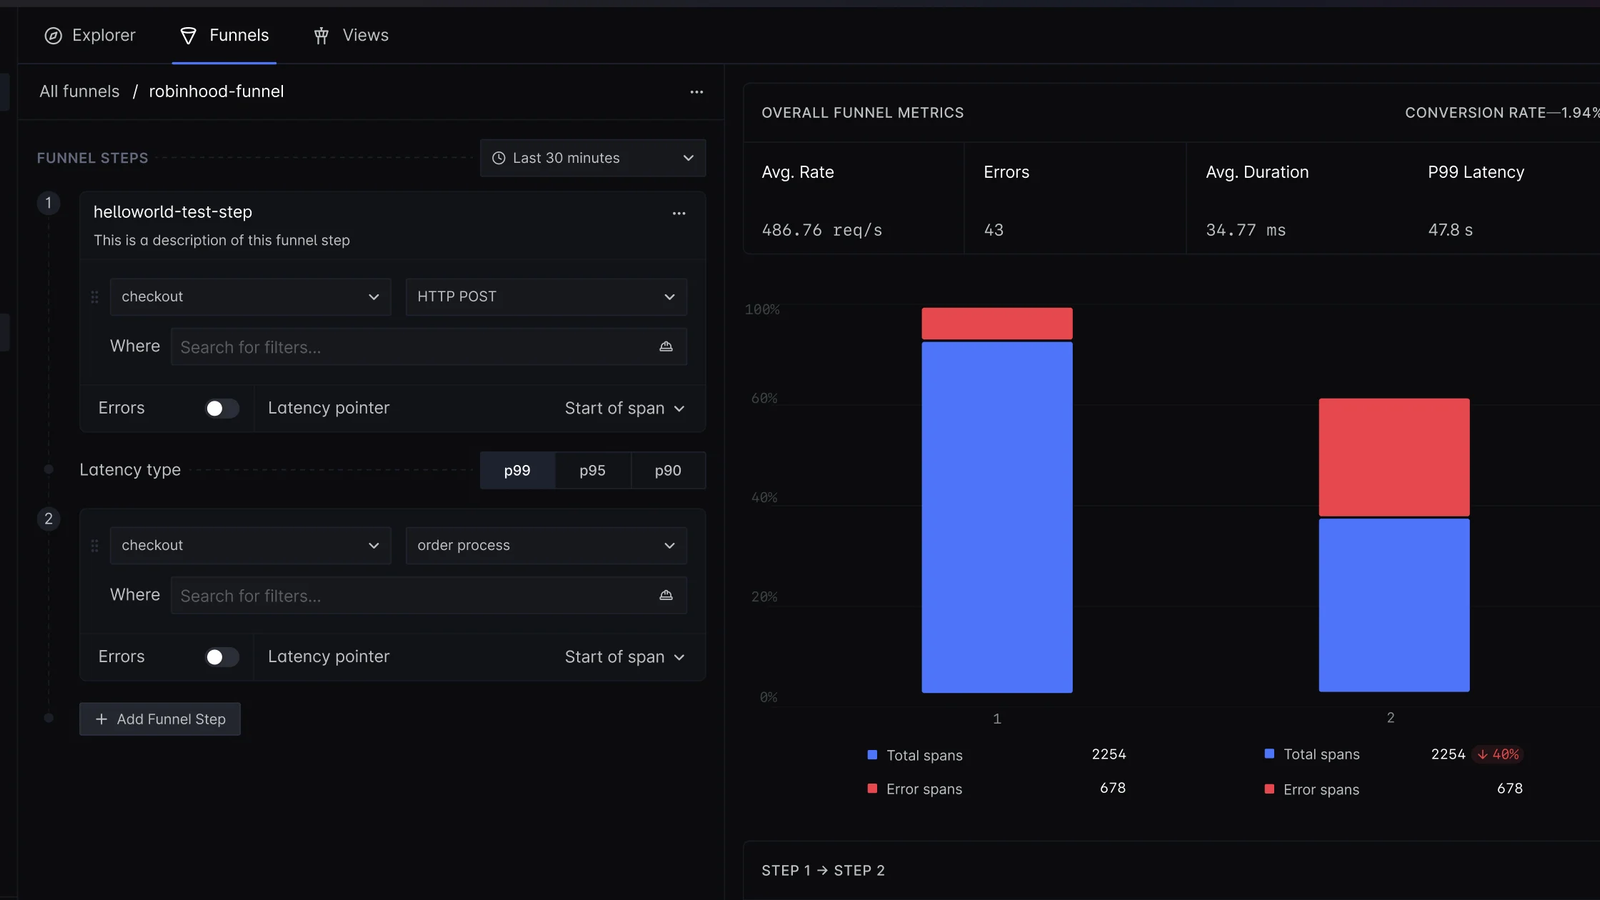 Explorer Funnels Views
All funnels / robinhood-funnel
FUNNEL STEPS Last 30 minutes
1
helloworld-test-step
This is a description of this funnel step
checkout HTTP POST
Where Search for filters...
Errors Latency pointer Start of span
Latency type p99 p95 p90
2
checkout order process
Where Search for filters...
Errors Latency pointer Start of span
+ Add Funnel Step
OVERALL FUNNEL METRICS CONVERSION RATE—1.94%
Avg. Rate Errors Avg. Duration P99 Latency
486.76 req/s 43 34.77 ms 47.8 s
100%
60%
40%
20%
0%
1 2
Total spans 2254 Total spans 2254 ↓ 40%
Error spans 678 Error spans 678
STEP 1 → STEP 2